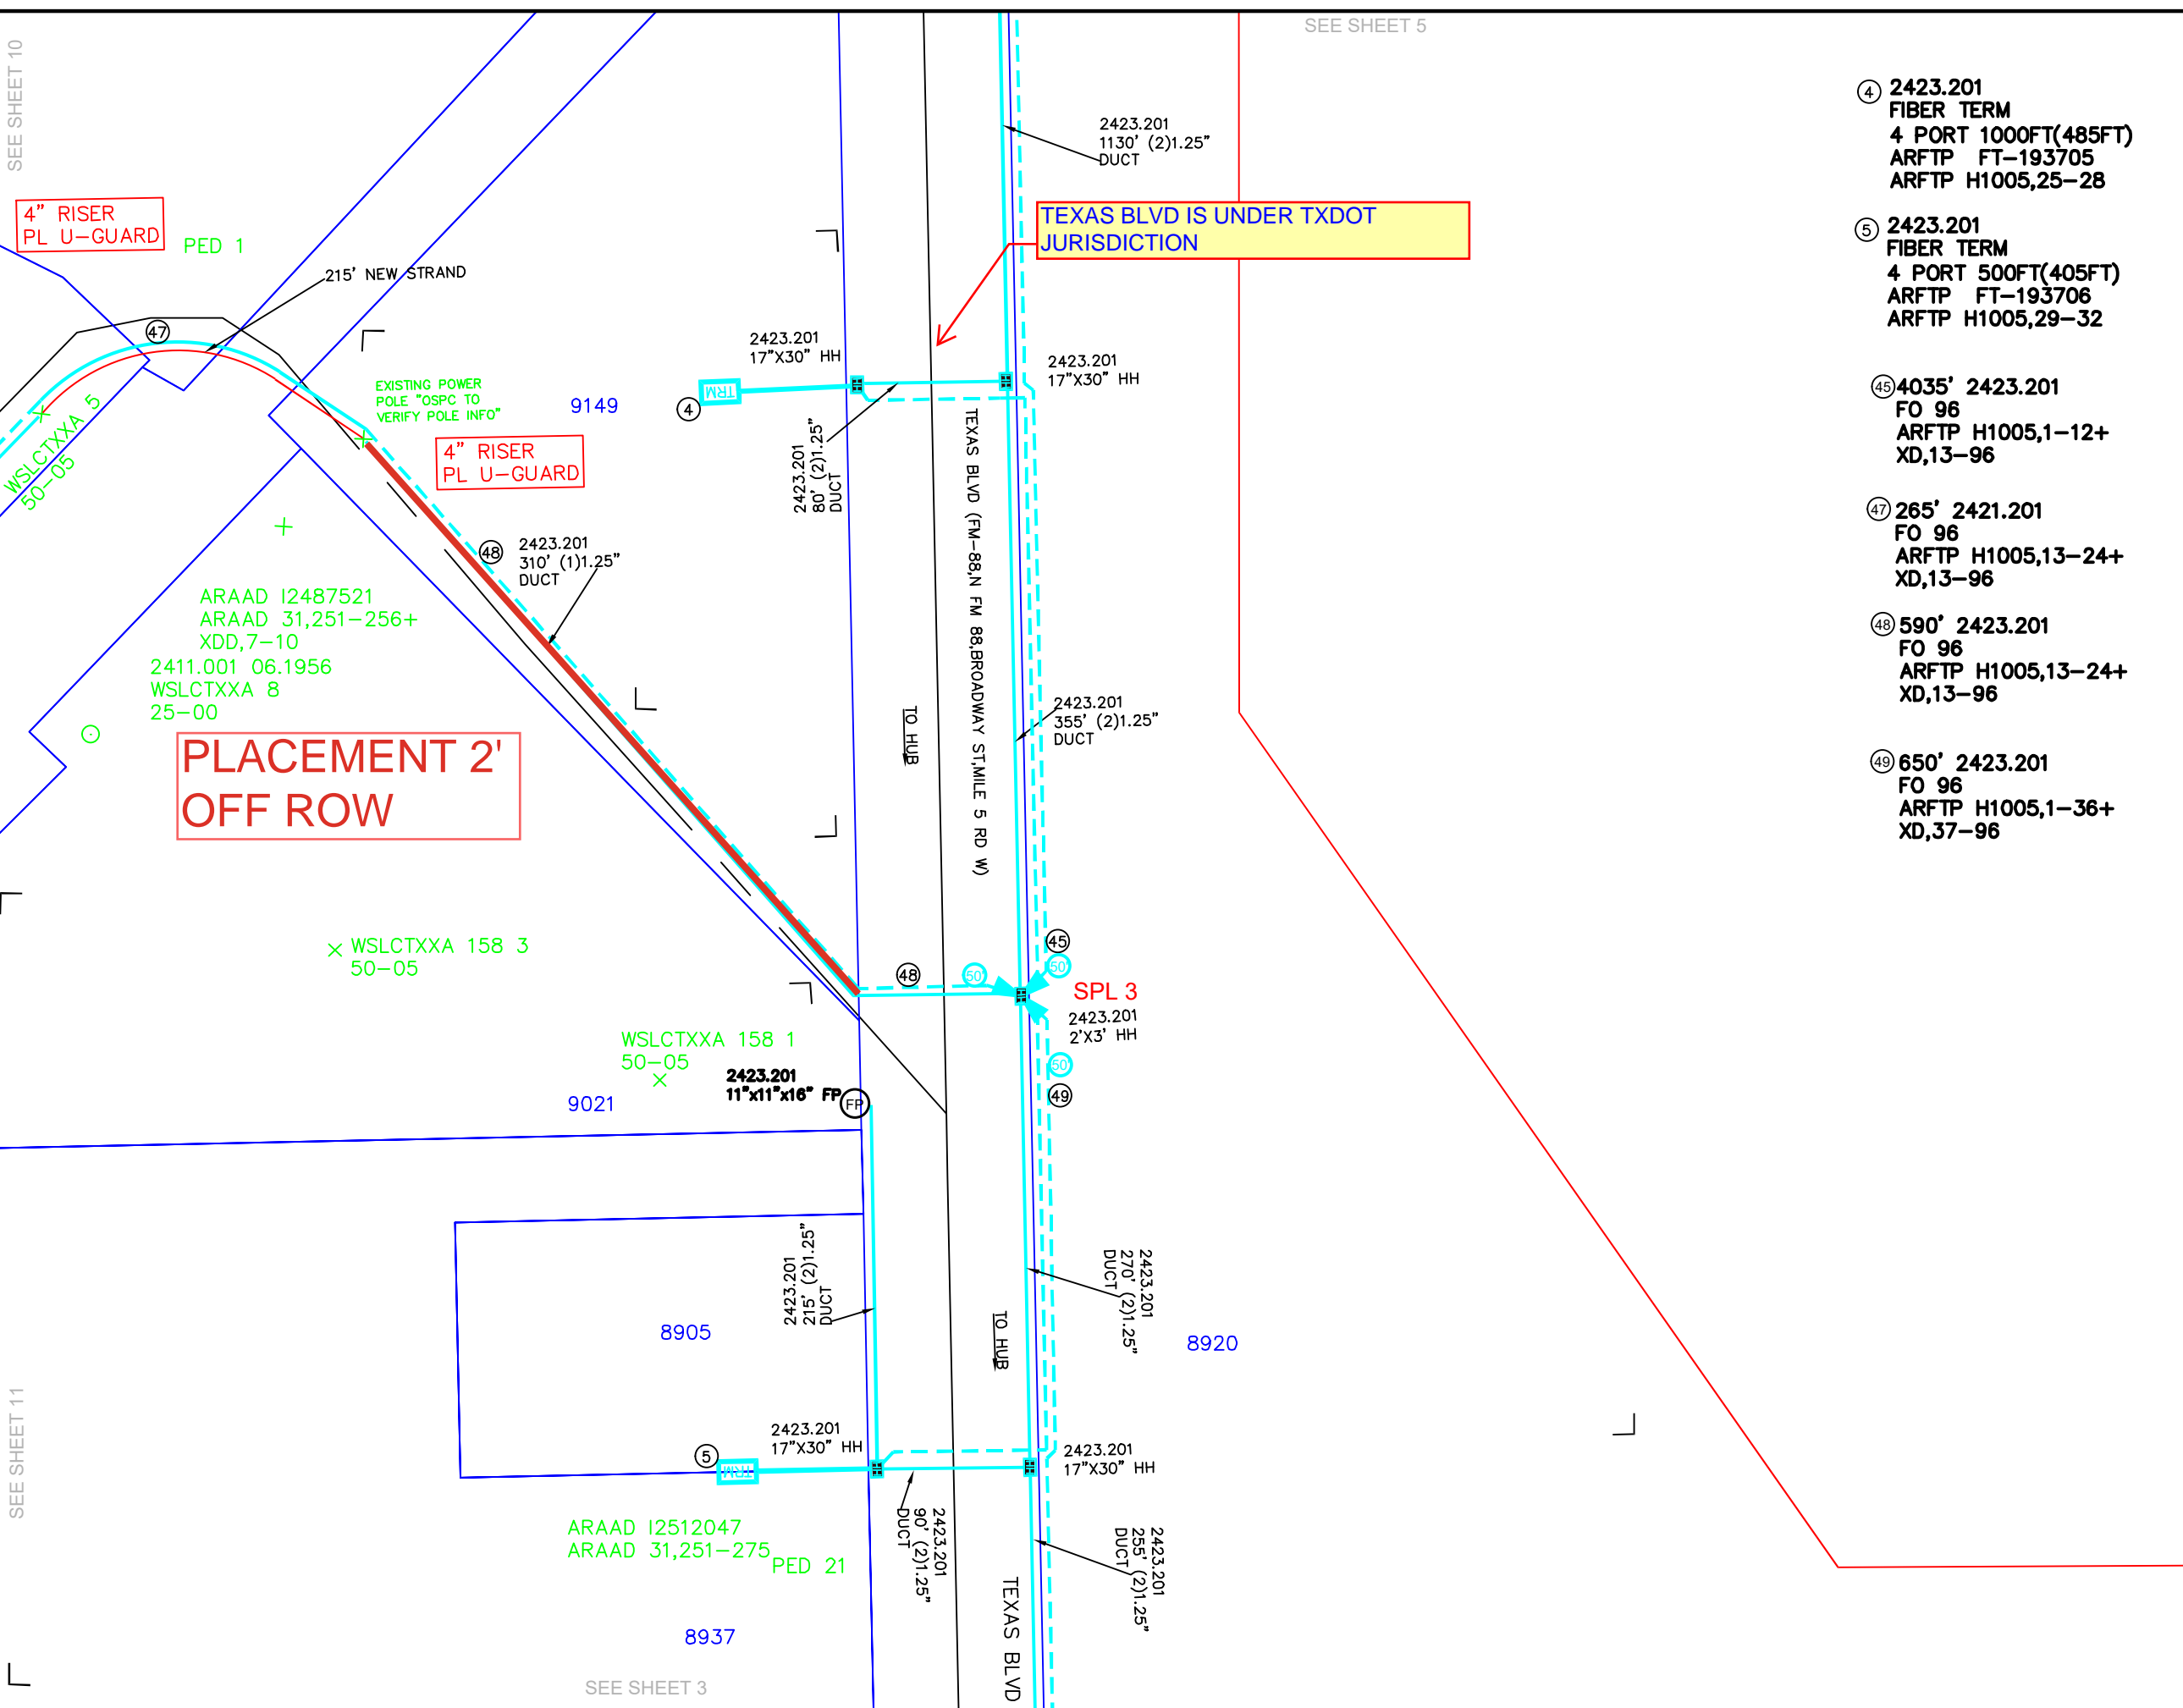 SEE SHEET 5
SEE SHEET 10
4" RISER
PL U-GUARD
PED 1
215' NEW STRAND
47
WSLCTXXA 5
50-05
EXISTING POWER
POLE "OSPC TO
VERIFY POLE INFO"
9149
4" RISER
PL U-GUARD
48
2423.201
310' (1)1.25"
DUCT
ARAAD I2487521
ARAAD 31,251-256+
XDD,7-10
2411.001 06.1956
WSLCTXXA 8
25-00
PLACEMENT 2'
OFF ROW
WSLCTXXA 158 3
50-05
WSLCTXXA 158 1
50-05
2423.201
11"x11"x16" FP
FP
9021
2423.201
1130' (2)1.25"
DUCT
TEXAS BLVD IS UNDER TXDOT
JURISDICTION
2423.201
17"X30" HH
TRM
4
2423.201
17"X30" HH
2423.201
80' (2)1.25"
DUCT
TEXAS BLVD (FM-88,N FM 88,BROADWAY ST,MILE 5 RD W)
TO HUB
2423.201
355' (2)1.25"
DUCT
45
50'
48
50'
SPL 3
2423.201
2'X3' HH
50'
49
2423.201
215' (2)1.25"
DUCT
2423.201
270' (2)1.25"
DUCT
TO HUB
8905
8920
SEE SHEET 11
5
TRM
2423.201
17"X30" HH
2423.201
17"X30" HH
2423.201
90' (2)1.25"
DUCT
2423.201
255' (2)1.25"
DUCT
ARAAD I2512047
ARAAD 31,251-275
PED 21
8937
TEXAS BLVD
SEE SHEET 3
4 2423.201
FIBER TERM
4 PORT 1000FT(485FT)
ARFTP FT-193705
ARFTP H1005,25-28
5 2423.201
FIBER TERM
4 PORT 500FT(405FT)
ARFTP FT-193706
ARFTP H1005,29-32
45 4035' 2423.201
FO 96
ARFTP H1005,1-12+
XD,13-96
47 265' 2421.201
FO 96
ARFTP H1005,13-24+
XD,13-96
48 590' 2423.201
FO 96
ARFTP H1005,13-24+
XD,13-96
49 650' 2423.201
FO 96
ARFTP H1005,1-36+
XD,37-96